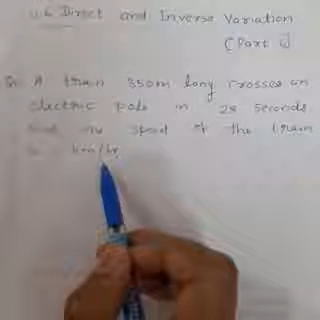 Direct and Inverse Variation
(Part
A train 350m long crosses an
electric pole in 28 seconds
the speed of the train
km/hr